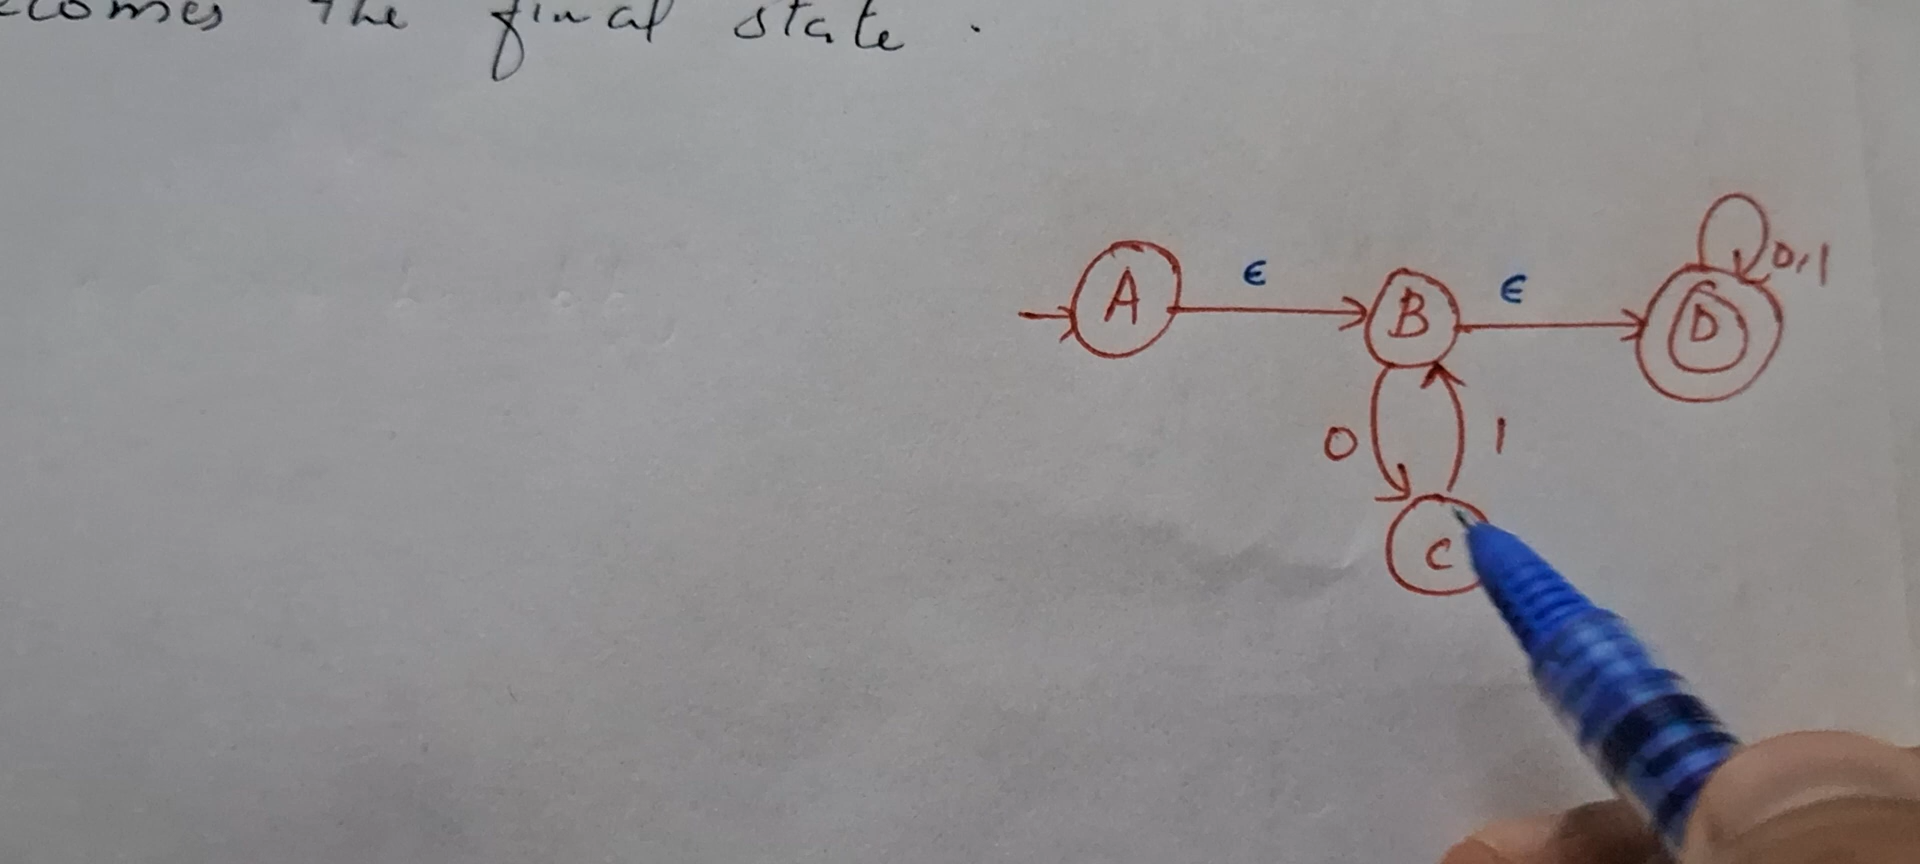 the final state .
ε ε 0,1
A B D
0 1
C